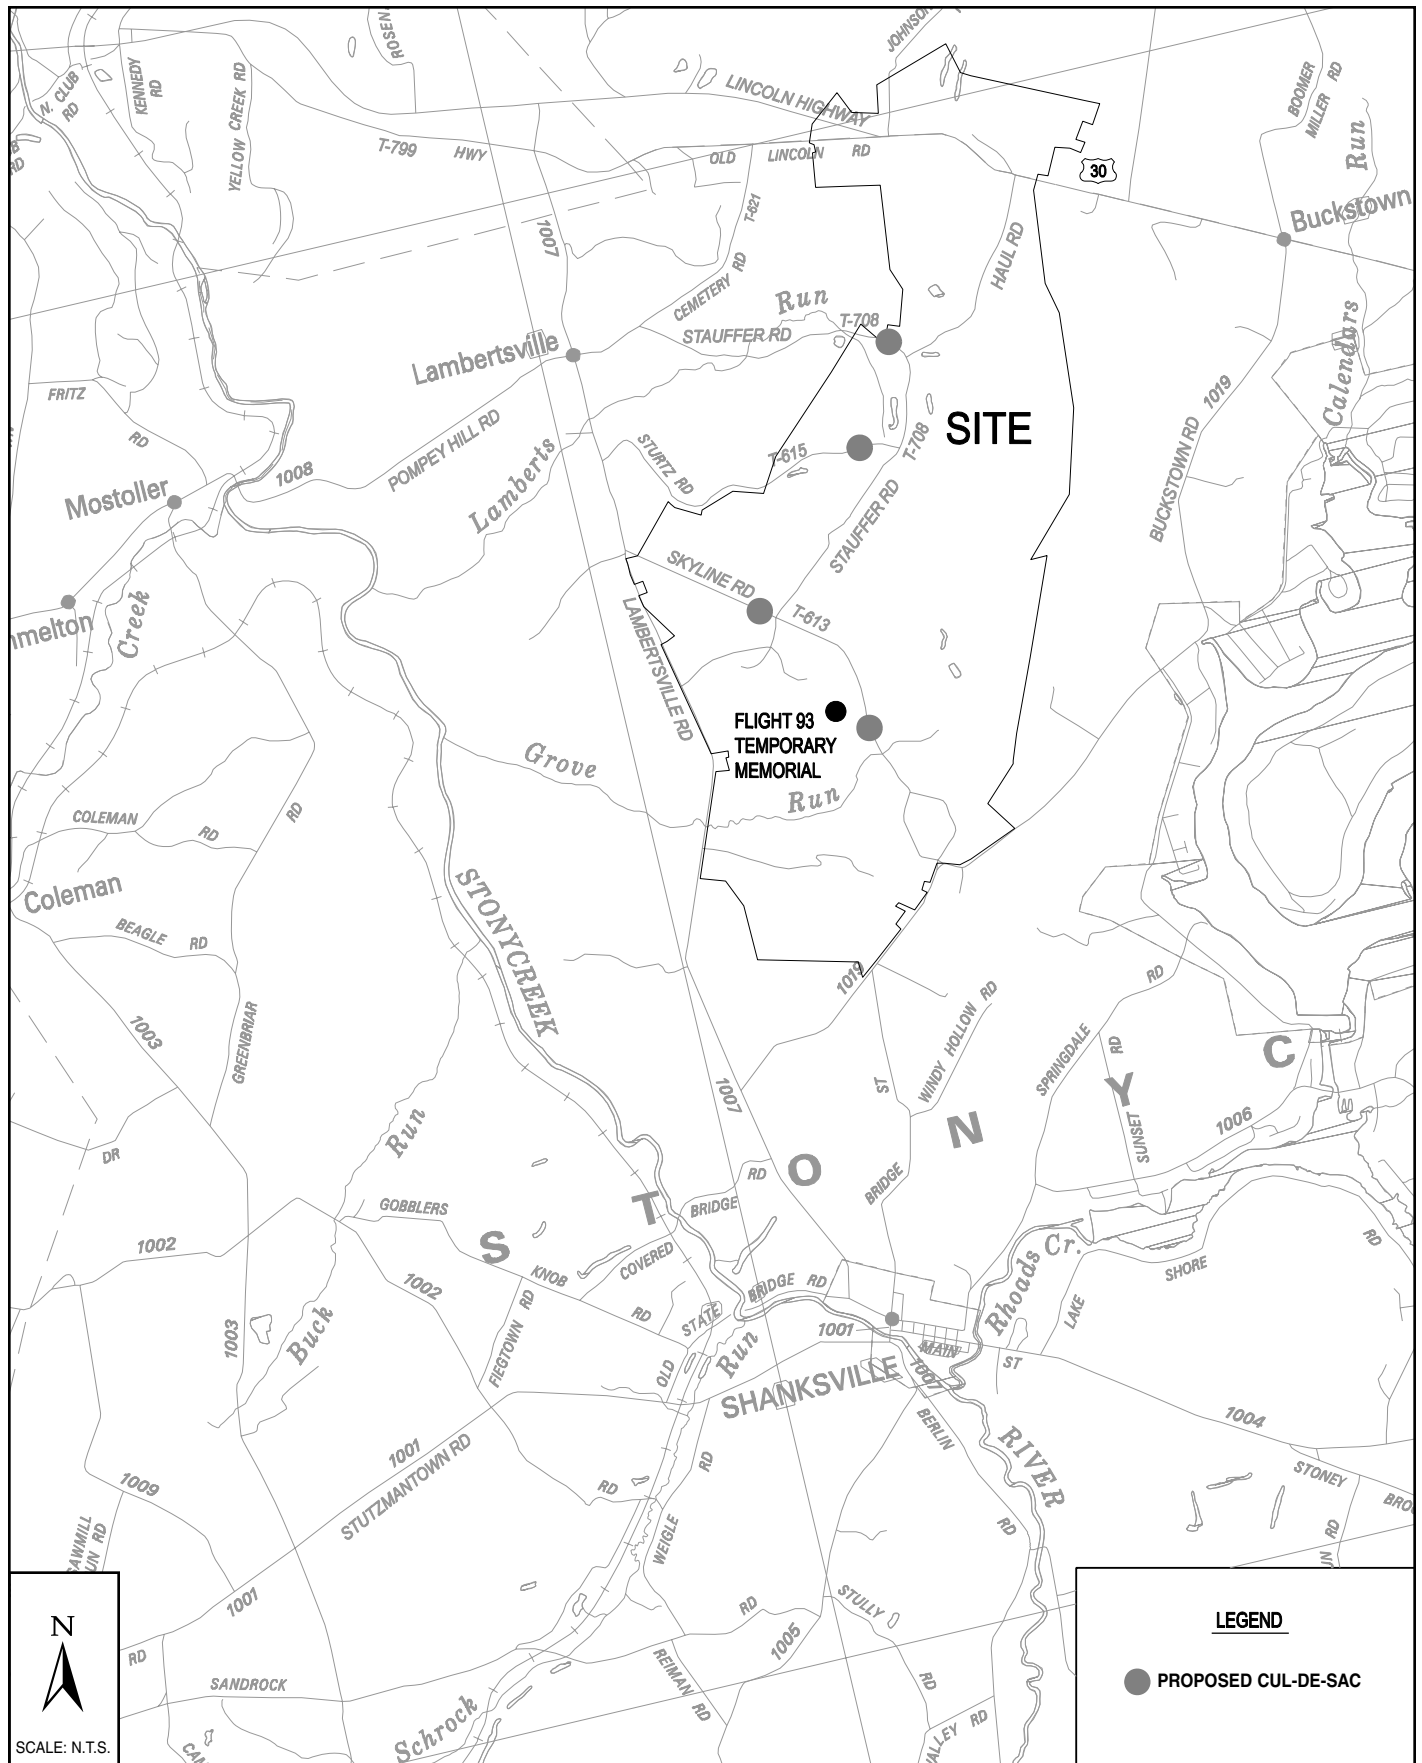 ROSEN
JOHNSON
N. CLUB
RD
KENNEDY
RD
YELLOW CREEK RD
LINCOLN HIGHWAY
BOOMER
MILLER RD
Run
RD
T-799 HWY
OLD LINCOLN RD
30
T-621
1007
Buckstown
HAUL RD
CEMETERY RD
Run
T-708
STAUFFER RD
Lambertsville
Calendars
FRITZ
RD
1019
BUCKSTOWN RD
SITE
POMPEY HILL RD
1008
Lamberts
STURTZ RD
T-615
T-708
STAUFFER RD
Mostoller
SKYLINE RD
T-613
Creek
LAMBERTSVILLE RD
FLIGHT 93
TEMPORARY
MEMORIAL
Grove
Run
COLEMAN
RD
RD
Coleman
STONYCREEK
BEAGLE RD
1019
RD
WINDY HOLLOW RD
1003
GREENBRIAR
SPRINGDALE
RD
SUNSET
C
Y
1007
ST
N
1006
Run
DR
O
RD
BRIDGE
BRIDGE
T
GOBBLERS
S
1002
COVERED
KNOB
RD
1002
Rhoads Cr.
SHORE
RD
LAKE
BRIDGE RD
STATE
FIEGTOWN RD
Buck
1003
1001
MAIN
ST
Run
OLD
SHANKSVILLE
1007
BERLIN
1004
RIVER
1001
STUTZMANTOWN RD
RD
STONEY
1009
RD
BRO
SAWMILL
UN RD
WEIGLE
RD
UN RD
1001
STULLY
RD
1005
RD
SANDROCK
REIMAN RD
RD
VALLEY RD
Schrock
N
SCALE: N.T.S.
LEGEND
PROPOSED CUL-DE-SAC